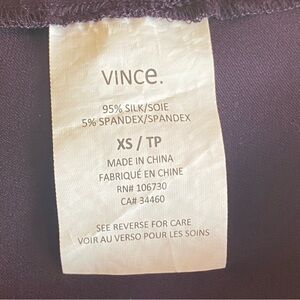 VINCe.
95% SILK/SOIE
5% SPANDEX/SPANDEX
XS / TP
MADE IN CHINA
FABRIQUÉ EN CHINE
RN# 106730
CA# 34460
SEE REVERSE FOR CARE
VOIR AU VERSO POUR LES SOINS